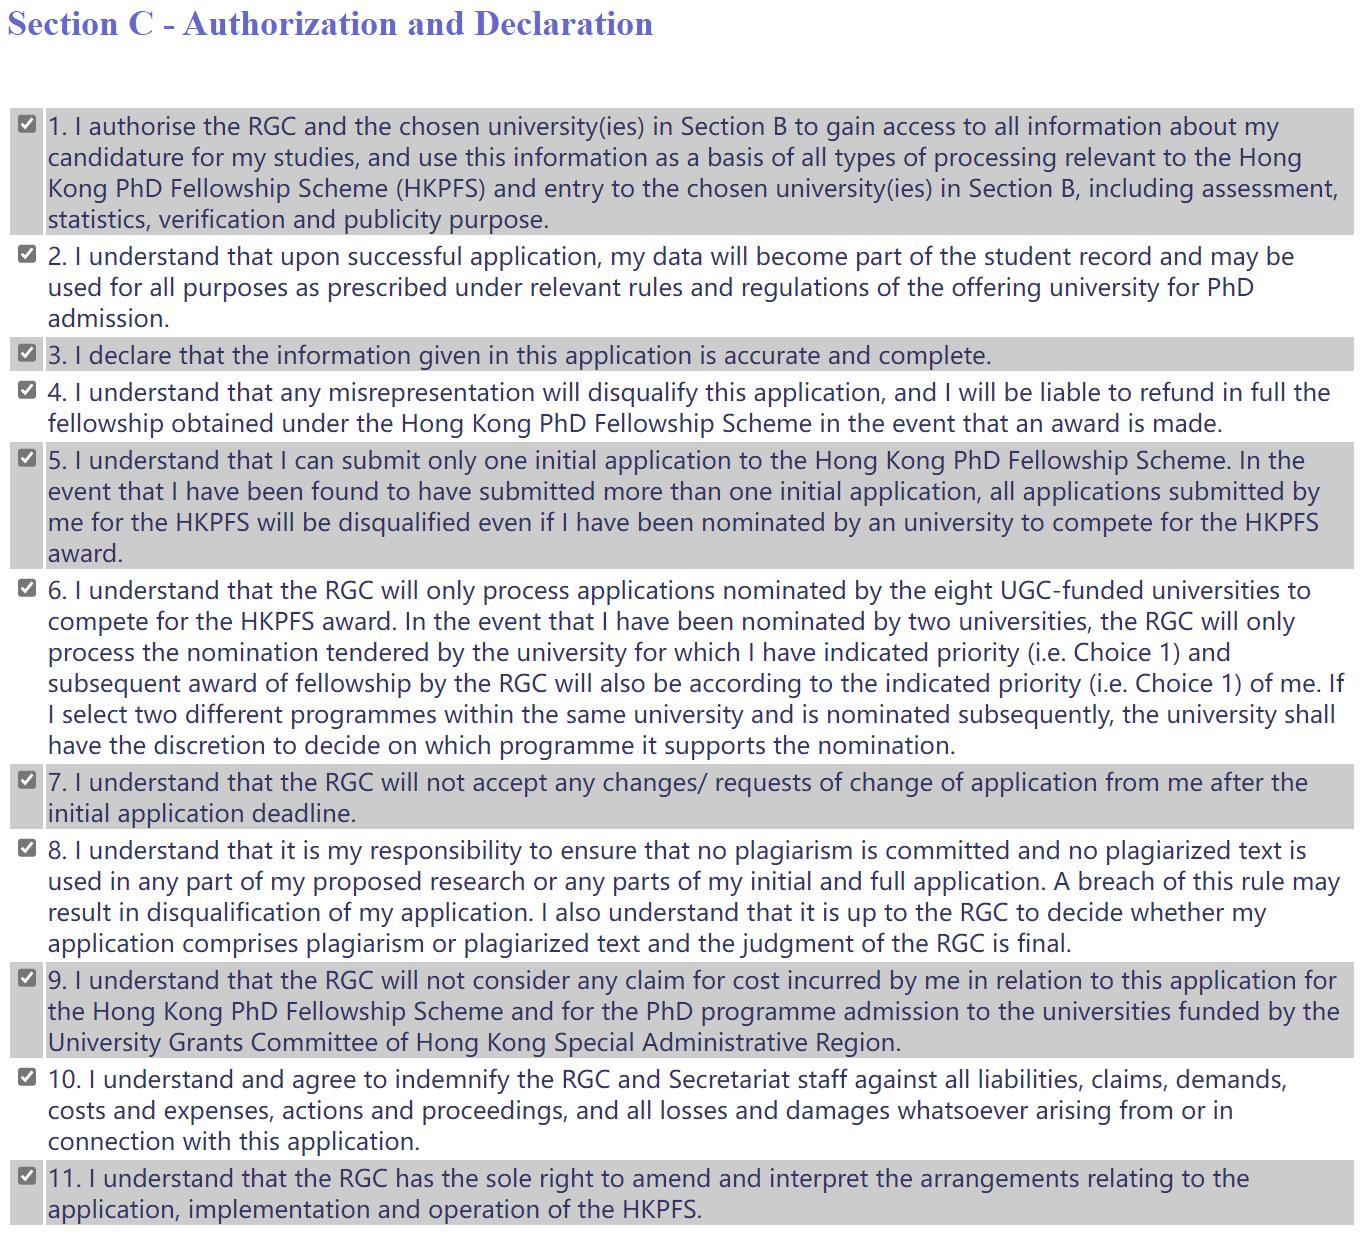 Section C - Authorization and Declaration
1. I authorise the RGC and the chosen university(ies) in Section B to gain access to all information about my
candidature for my studies, and use this information as a basis of all types of processing relevant to the Hong
Kong PhD Fellowship Scheme (HKPFS) and entry to the chosen university(ies) in Section B, including assessment,
statistics, verification and publicity purpose.
2. I understand that upon successful application, my data will become part of the student record and may be
used for all purposes as prescribed under relevant rules and regulations of the offering university for PhD
admission.
3. I declare that the information given in this application is accurate and complete.
4. I understand that any misrepresentation will disqualify this application, and I will be liable to refund in full the
fellowship obtained under the Hong Kong PhD Fellowship Scheme in the event that an award is made.
5. I understand that I can submit only one initial application to the Hong Kong PhD Fellowship Scheme. In the
event that I have been found to have submitted more than one initial application, all applications submitted by
me for the HKPFS will be disqualified even if I have been nominated by an university to compete for the HKPFS
award.
6. I understand that the RGC will only process applications nominated by the eight UGC-funded universities to
compete for the HKPFS award. In the event that I have been nominated by two universities, the RGC will only
process the nomination tendered by the university for which I have indicated priority (i.e. Choice 1) and
subsequent award of fellowship by the RGC will also be according to the indicated priority (i.e. Choice 1) of me. If
I select two different programmes within the same university and is nominated subsequently, the university shall
have the discretion to decide on which programme it supports the nomination.
7. I understand that the RGC will not accept any changes/ requests of change of application from me after the
initial application deadline.
8. I understand that it is my responsibility to ensure that no plagiarism is committed and no plagiarized text is
used in any part of my proposed research or any parts of my initial and full application. A breach of this rule may
result in disqualification of my application. I also understand that it is up to the RGC to decide whether my
application comprises plagiarism or plagiarized text and the judgment of the RGC is final.
9. I understand that the RGC will not consider any claim for cost incurred by me in relation to this application for
the Hong Kong PhD Fellowship Scheme and for the PhD programme admission to the universities funded by the
University Grants Committee of Hong Kong Special Administrative Region.
10. I understand and agree to indemnify the RGC and Secretariat staff against all liabilities, claims, demands,
costs and expenses, actions and proceedings, and all losses and damages whatsoever arising from or in
connection with this application.
11. I understand that the RGC has the sole right to amend and interpret the arrangements relating to the
application, implementation and operation of the HKPFS.